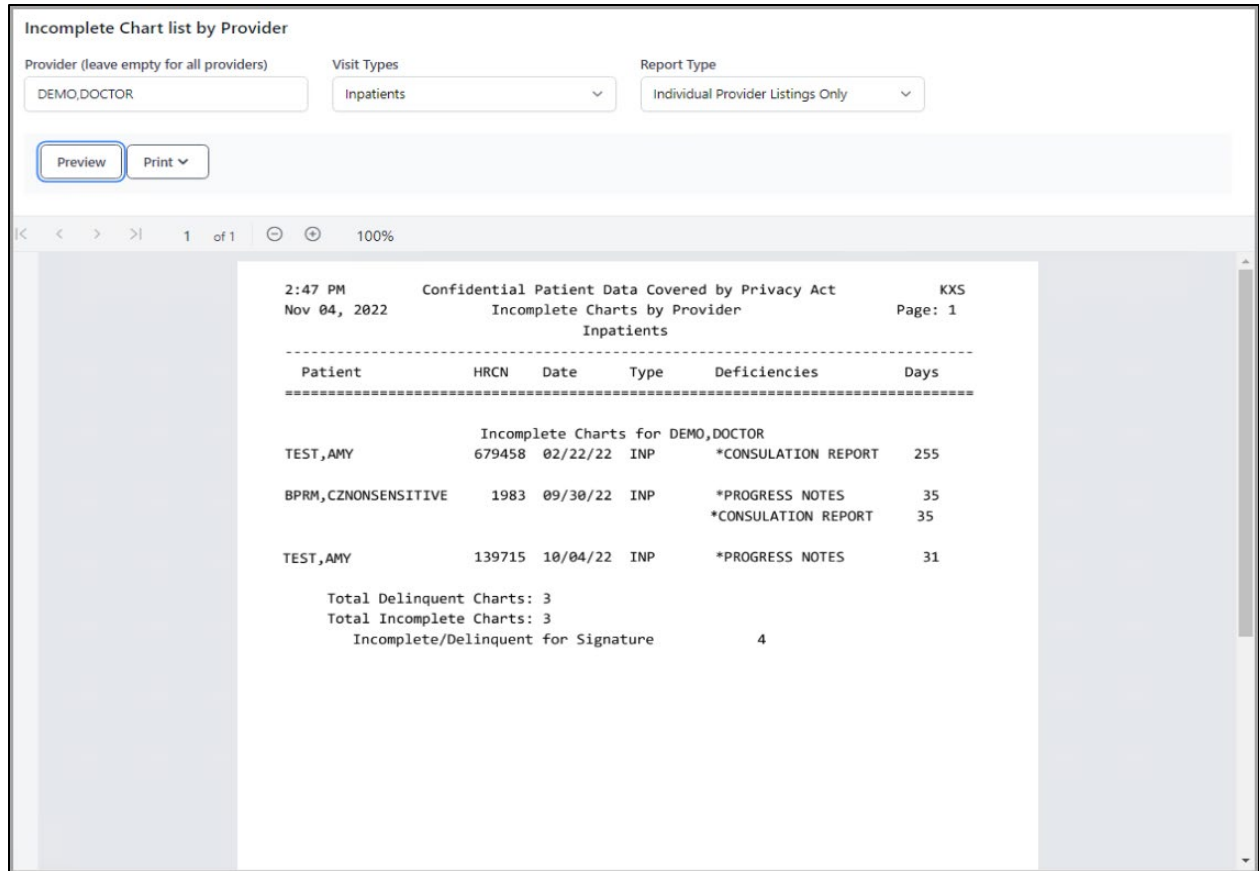 Incomplete Chart list by Provider
Provider (leave empty for all providers) Visit Types Report Type
DEMO,DOCTOR Inpatients Individual Provider Listings Only
Preview Print
1 of 1 100%
2:47 PM Confidential Patient Data Covered by Privacy Act KXS
Nov 04, 2022 Incomplete Charts by Provider Page: 1
Inpatients
--------------------------------------------------------------------------------
Patient HRCN Date Type Deficiencies Days
================================================================================
Incomplete Charts for DEMO,DOCTOR
TEST,AMY 679458 02/22/22 INP *CONSULATION REPORT 255
BPRM,CZNONSENSITIVE 1983 09/30/22 INP *PROGRESS NOTES 35
*CONSULATION REPORT 35
TEST,AMY 139715 10/04/22 INP *PROGRESS NOTES 31
Total Delinquent Charts: 3
Total Incomplete Charts: 3
Incomplete/Delinquent for Signature 4